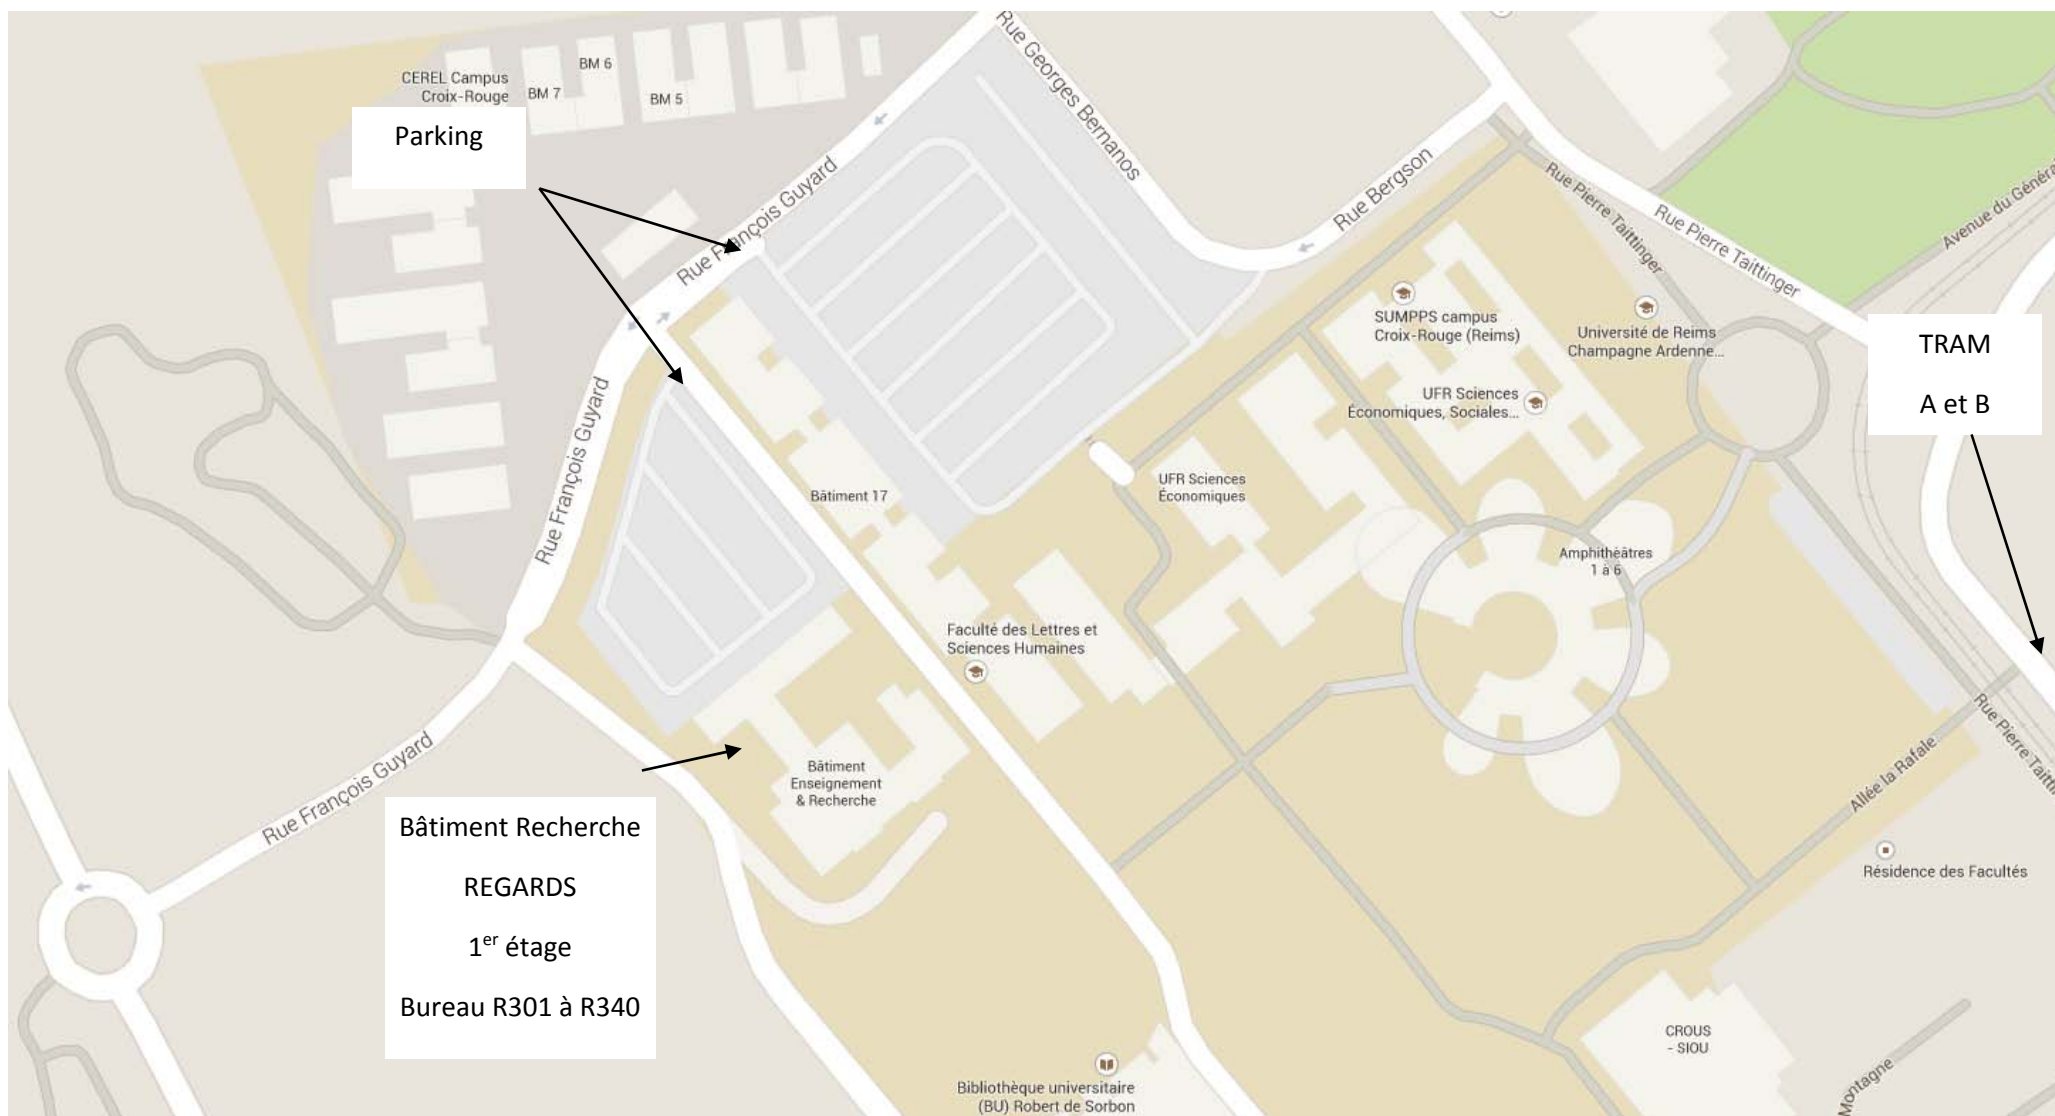 CEREL Campus
Croix-Rouge
BM 7
BM 6
BM 5
Parking
Rue Georges Bernanos
Rue François Guyard
Rue Bergson
Rue Pierre Taittinger
Rue Pierre Taittinger
Avenue du Général
SUMPPS campus
Croix-Rouge (Reims)
Université de Reims
Champagne Ardenne...
TRAM
A et B
UFR Sciences
Économiques, Sociales...
UFR Sciences
Économiques
Bâtiment 17
Rue François Guyard
Amphithéâtres
1 à 6
Faculté des Lettres et
Sciences Humaines
Rue Pierre Taittin
Allée la Rafale
Bâtiment
Enseignement
& Recherche
Rue François Guyard
Bâtiment Recherche
REGARDS
1er étage
Bureau R301 à R340
Résidence des Facultés
CROUS
- SIOU
Montagne
Bibliothèque universitaire
(BU) Robert de Sorbon